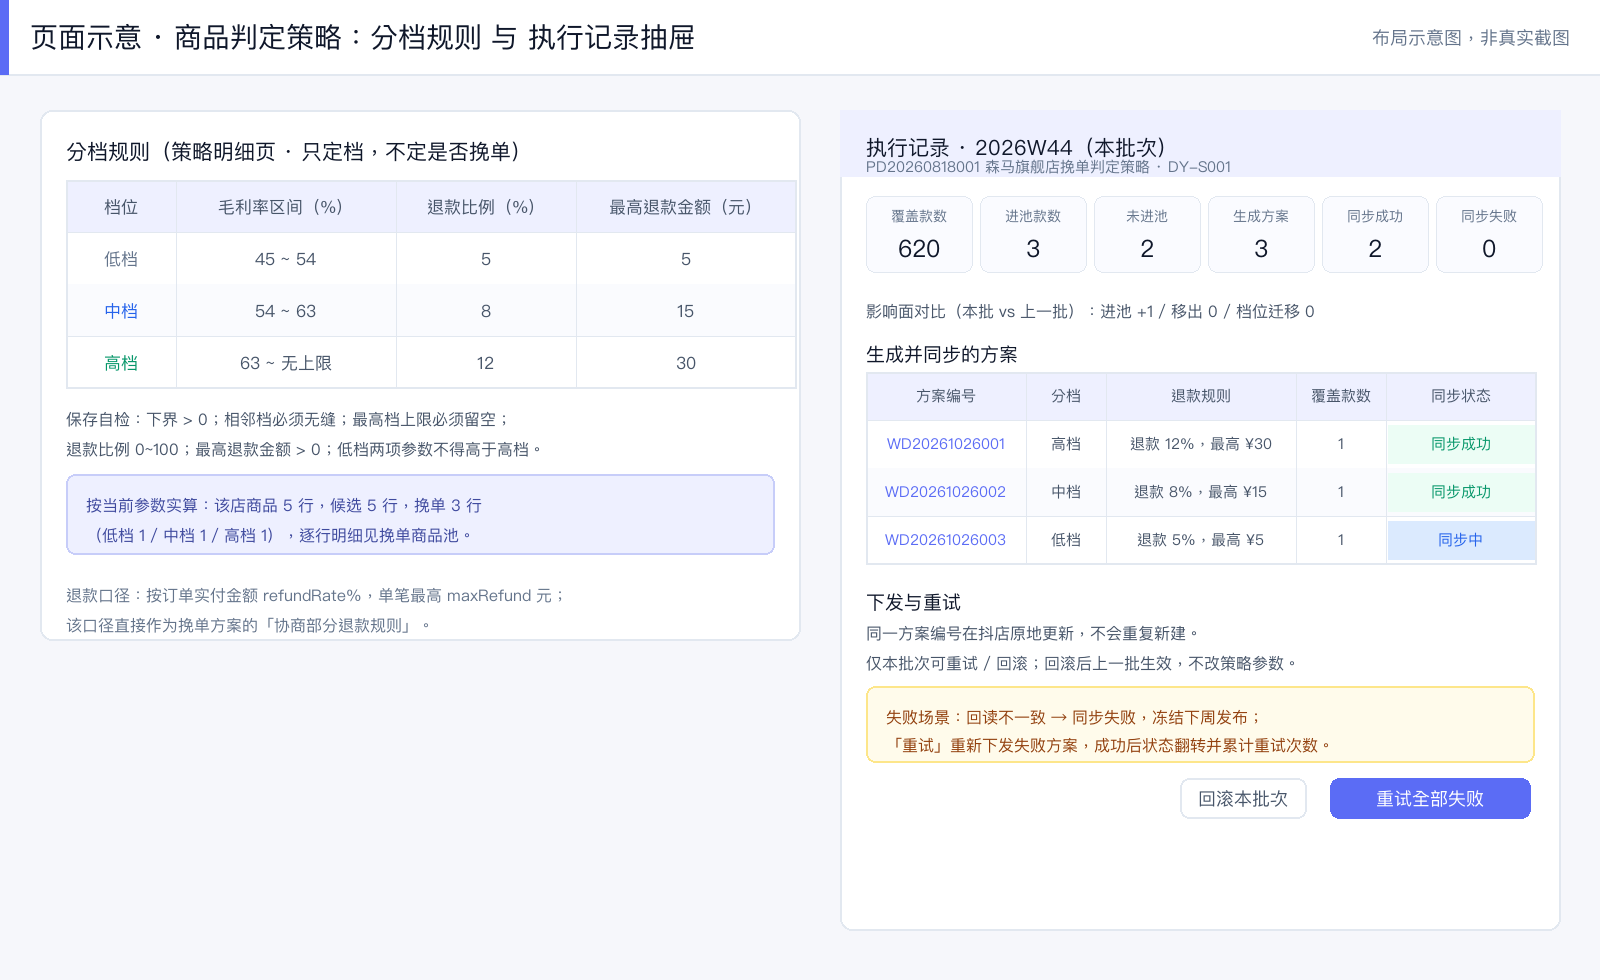 页面示意 · 商品判定策略：分档规则 与 执行记录抽屉
布局示意图，非真实截图
分档规则（策略明细页 · 只定档，不定是否挽单）
档位 毛利率区间（%） 退款比例（%） 最高退款金额（元）
低档 45 ~ 54 5 5
中档 54 ~ 63 8 15
高档 63 ~ 无上限 12 30
保存自检：下界 > 0；相邻档必须无缝；最高档上限必须留空；
退款比例 0~100；最高退款金额 > 0；低档两项参数不得高于高档。
按当前参数实算：该店商品 5 行，候选 5 行，挽单 3 行
（低档 1 / 中档 1 / 高档 1），逐行明细见挽单商品池。
退款口径：按订单实付金额 refundRate%，单笔最高 maxRefund 元；
该口径直接作为挽单方案的「协商部分退款规则」。
执行记录 · 2026W44（本批次）
PD20260818001 森马旗舰店挽单判定策略 · DY-S001
覆盖款数 进池款数 未进池 生成方案 同步成功 同步失败
620 3 2 3 2 0
影响面对比（本批 vs 上一批）：进池 +1 / 移出 0 / 档位迁移 0
生成并同步的方案
方案编号 分档 退款规则 覆盖款数 同步状态
WD20261026001 高档 退款 12%，最高 ¥30 1 同步成功
WD20261026002 中档 退款 8%，最高 ¥15 1 同步成功
WD20261026003 低档 退款 5%，最高 ¥5 1 同步中
下发与重试
同一方案编号在抖店原地更新，不会重复新建。
仅本批次可重试 / 回滚；回滚后上一批生效，不改策略参数。
失败场景：回读不一致 → 同步失败，冻结下周发布；
「重试」重新下发失败方案，成功后状态翻转并累计重试次数。
回滚本批次 重试全部失败